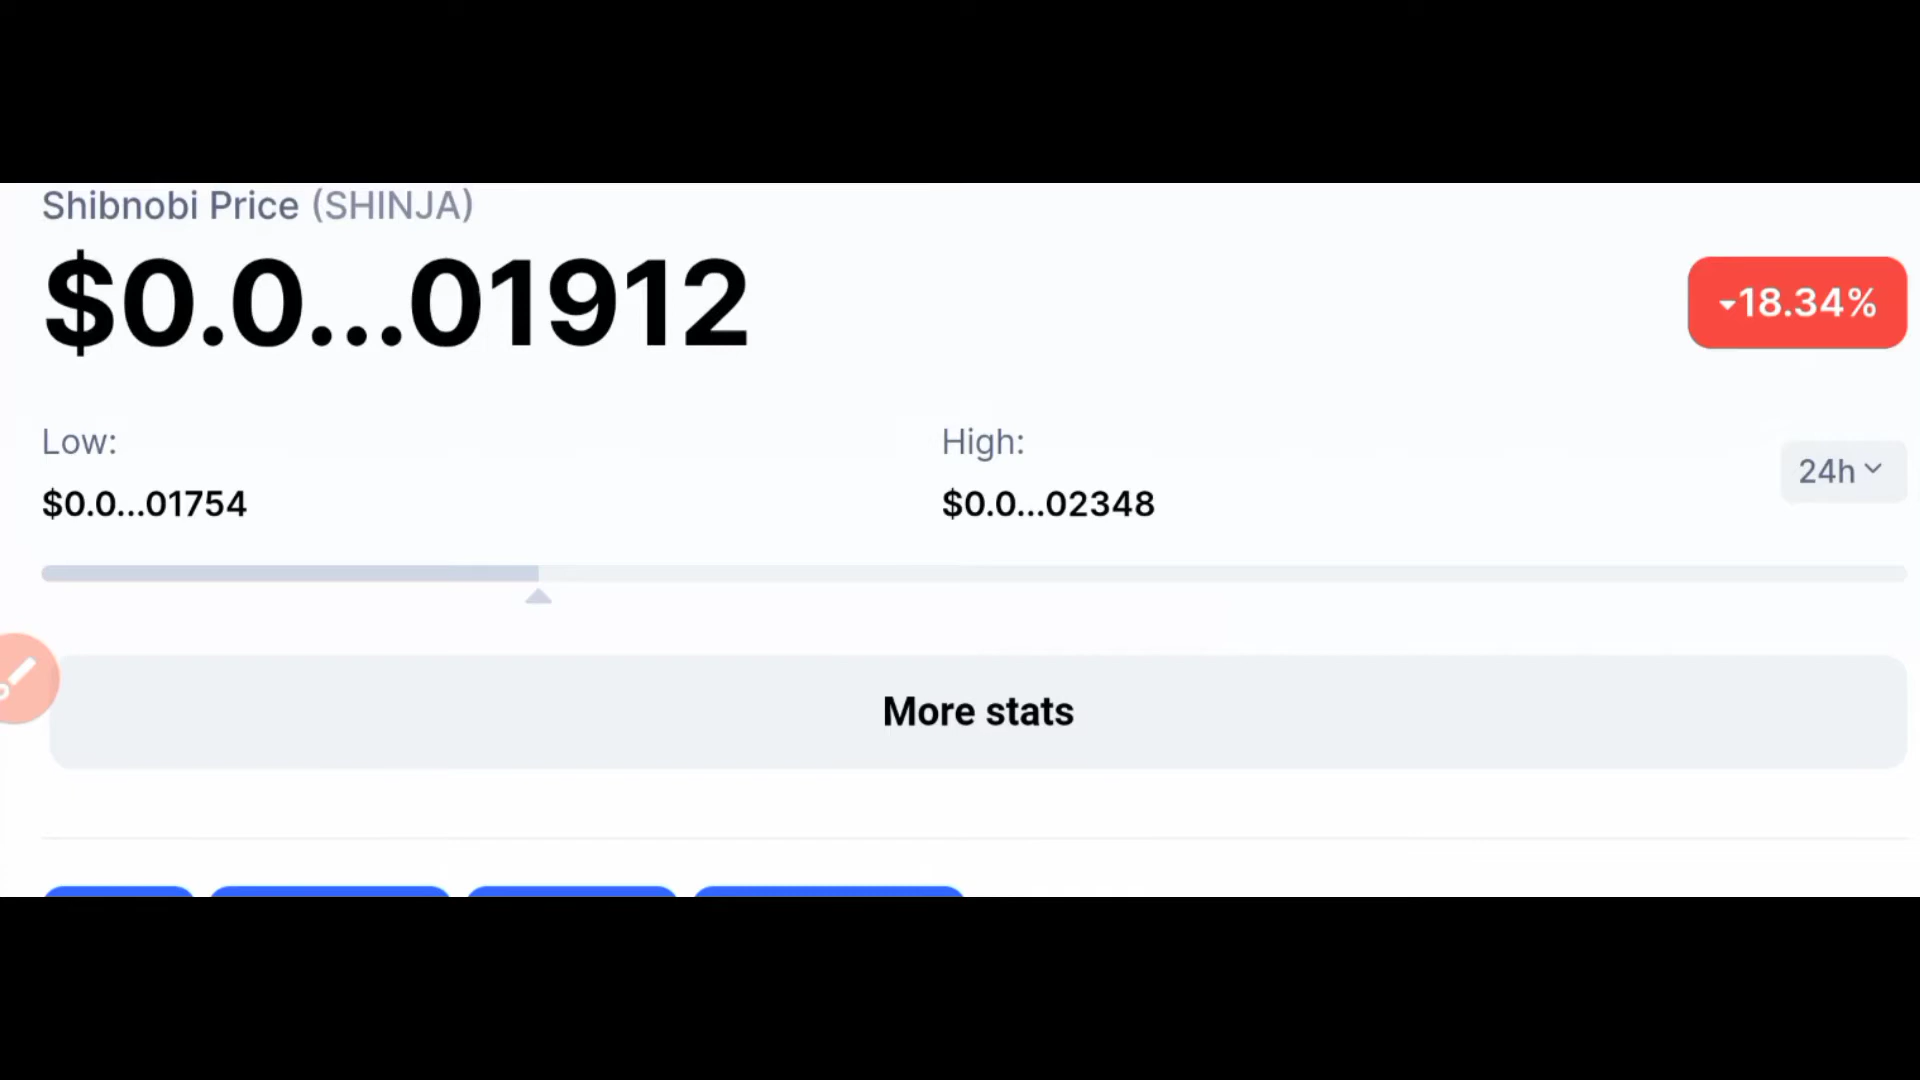 Shibnobi Price (SHINJA)
$0.0...01912
18.34%
Low:
High:
24h
$0.0...01754
$0.0...02348
More stats